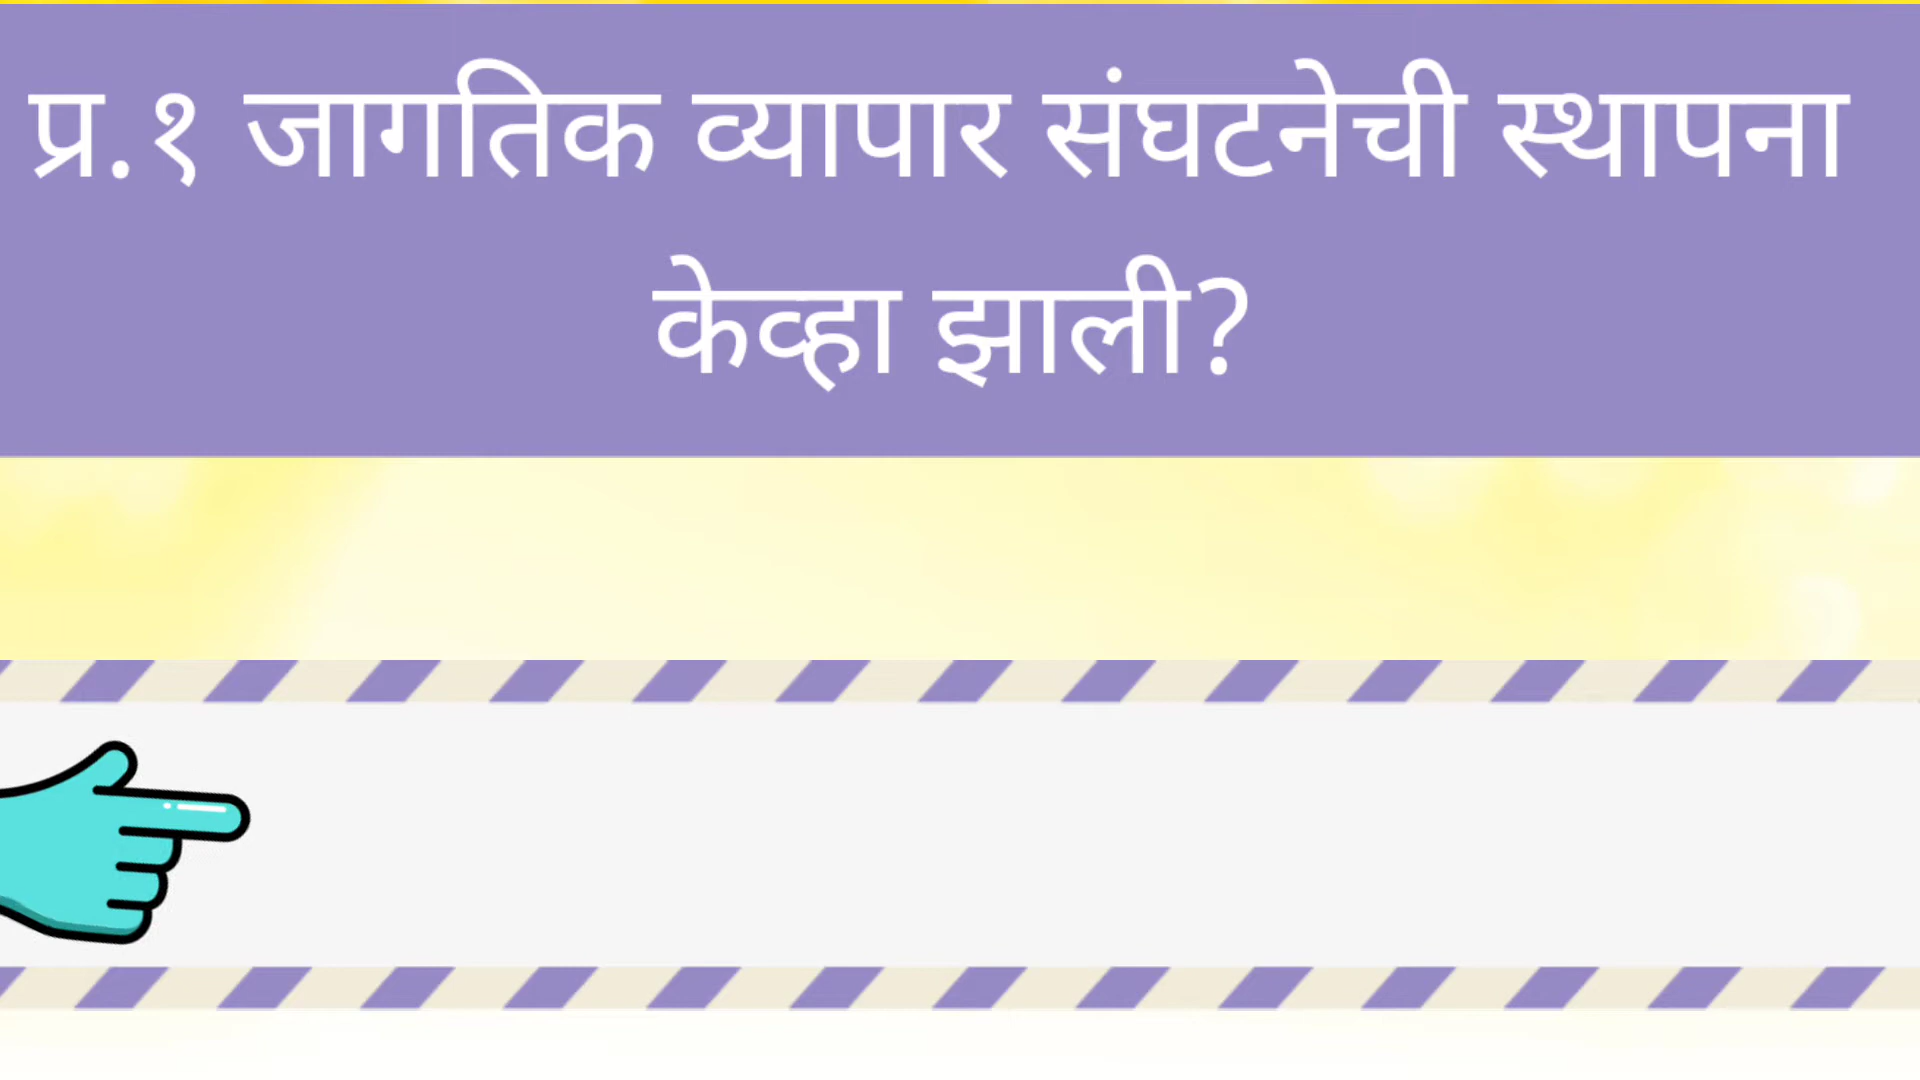 प्र.१ जागतिक व्यापार संघटनेची स्थापना
केव्हा झाली?